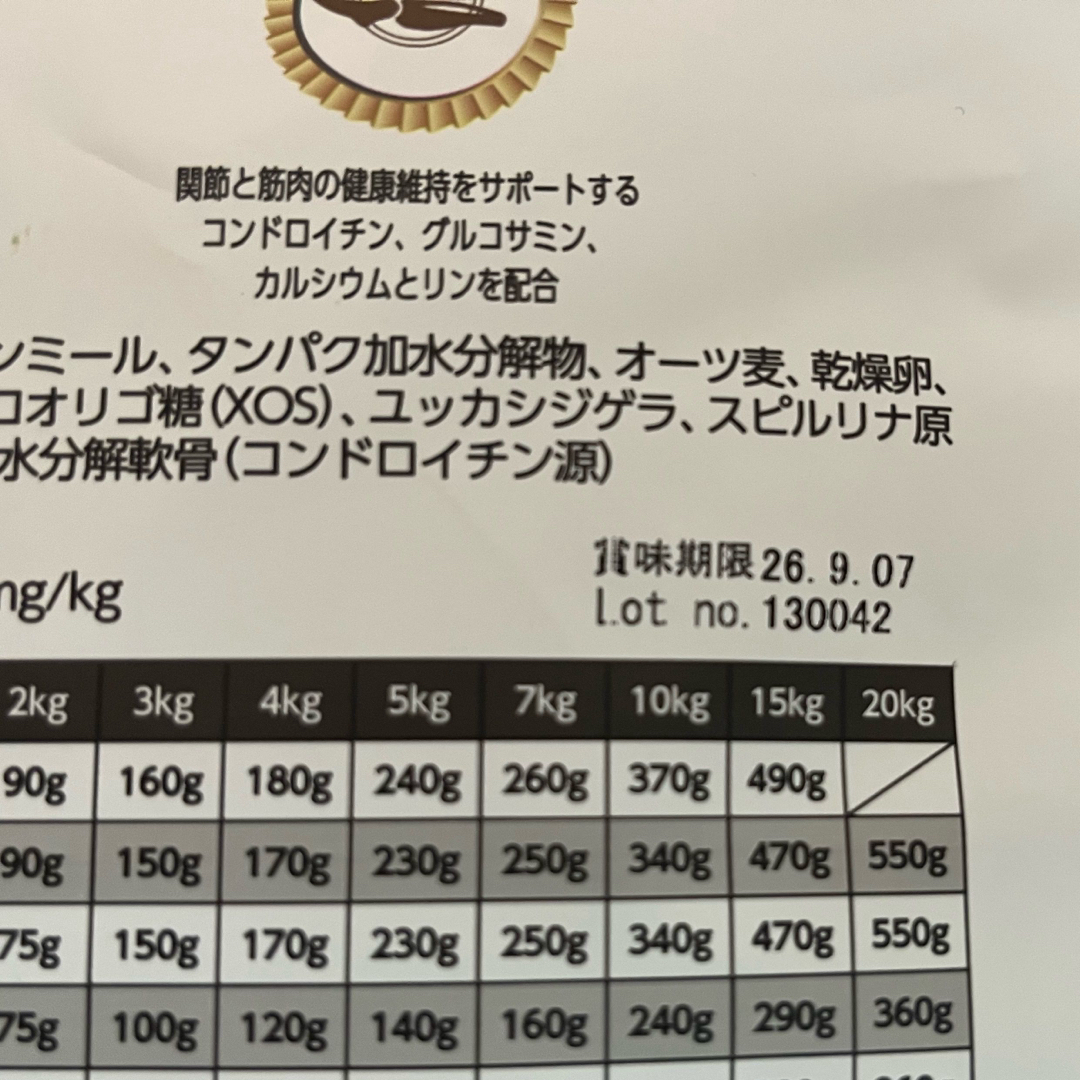 関節と筋肉の健康維持をサポートする
コンドロイチン、グルコサミン、
カルシウムとリンを配合
ンミール、タンパク加水分解物、オーツ麦、乾燥卵、
コオリゴ糖(XOS)、ユッカシジゲラ、スピルリナ原
水分解軟骨(コンドロイチン源)
賞味期限 26. 9. 07
mg/kg
Lot no. 130042
2kg 3kg 4kg 5kg 7kg 10kg 15kg 20kg
90g 160g 180g 240g 260g 370g 490g
90g 150g 170g 230g 250g 340g 470g 550g
75g 150g 170g 230g 250g 340g 470g 550g
75g 100g 120g 140g 160g 240g 290g 360g